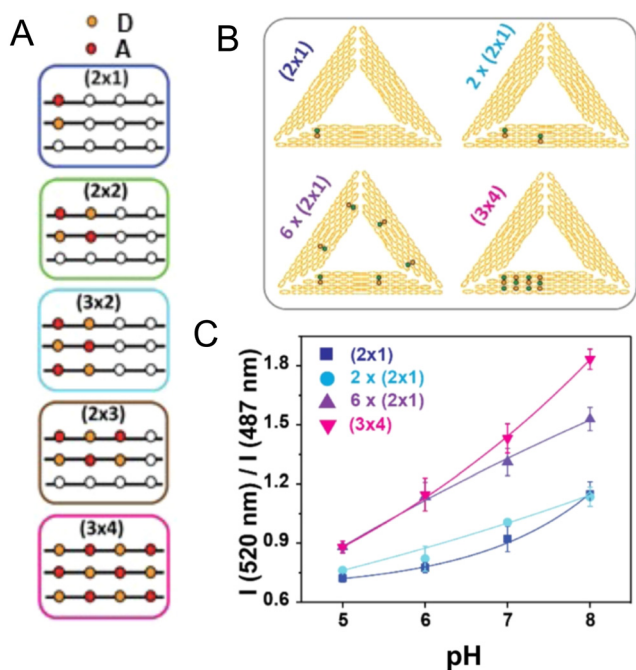 A
D
A
(2x1)
(2x2)
(3x2)
(2x3)
(3x4)
B
(2x1)
2 x (2x1)
6 x (2x1)
(3x4)
C
I (520 nm) / I (487 nm)
1.8
1.5
1.2
0.9
0.6
(2x1)
2 x (2x1)
6 x (2x1)
(3x4)
5 6 7 8
pH